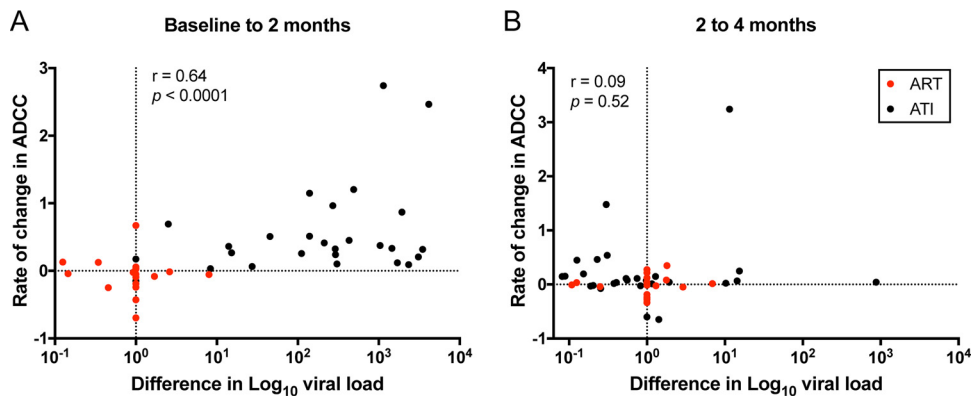 A
Baseline to 2 months
r = 0.64
p < 0.0001
Rate of change in ADCC
3
2
1
0
-1
10-1
100
101
102
103
104
Difference in Log10 viral load
B
2 to 4 months
r = 0.09
p = 0.52
ART
ATI
Rate of change in ADCC
4
3
2
1
0
-1
10-1
100
101
102
103
104
Difference in Log10 viral load